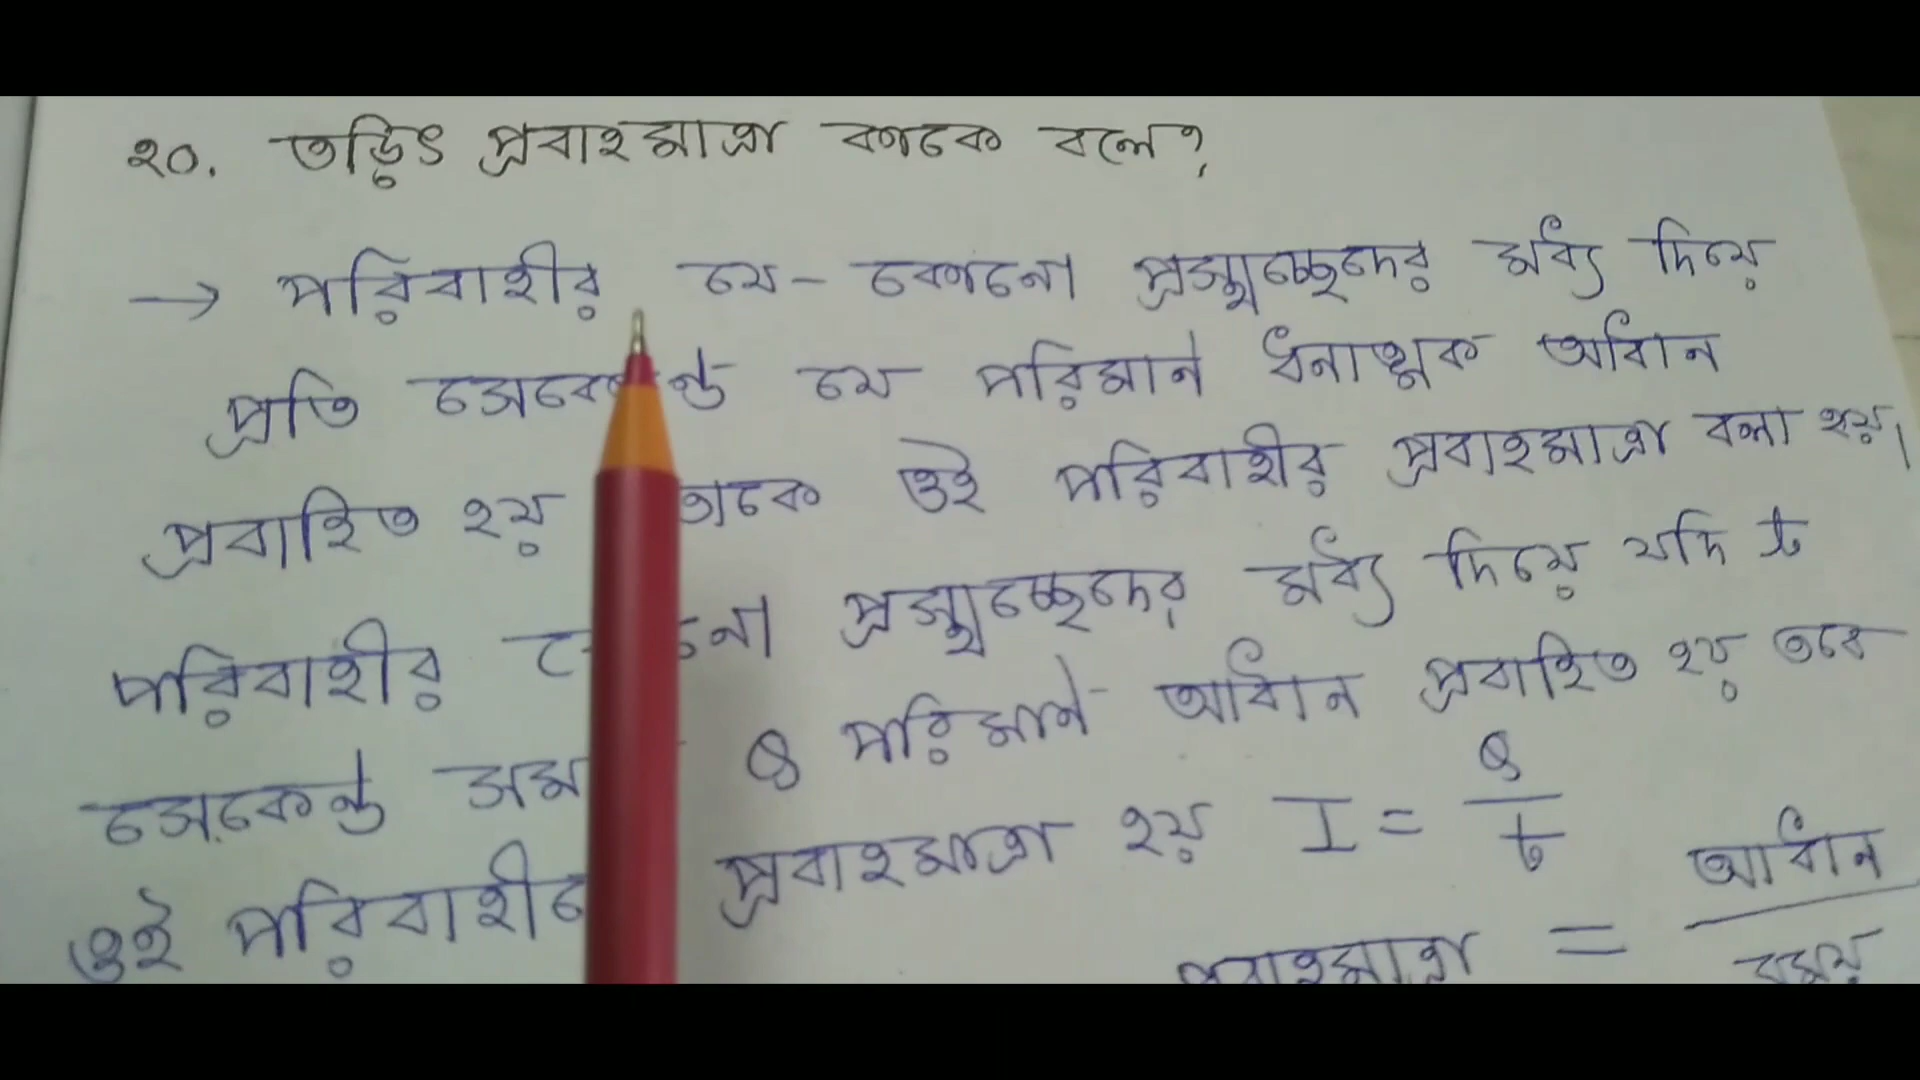 ২০. তড়িৎ প্রবাহমাত্রা কাকে বলে?
→ পরিবাহীর যে-কোনো প্রস্থচ্ছেদের মধ্য দিয়ে
প্রতি সেকেন্ডে যে পরিমান ধনাত্মক আধান
প্রবাহিত হয় তাকে ওই পরিবাহীর প্রবাহমাত্রা বলা হয়।
পরিবাহীর প্রস্থচ্ছেদের মধ্য দিয়ে যদি t
সেকেন্ড Q পরিমান আধান প্রবাহিত হয় তবে
ওই প্রবাহমাত্রা হয় I = Q/t
প্রবাহমাত্রা = আধান/সময়